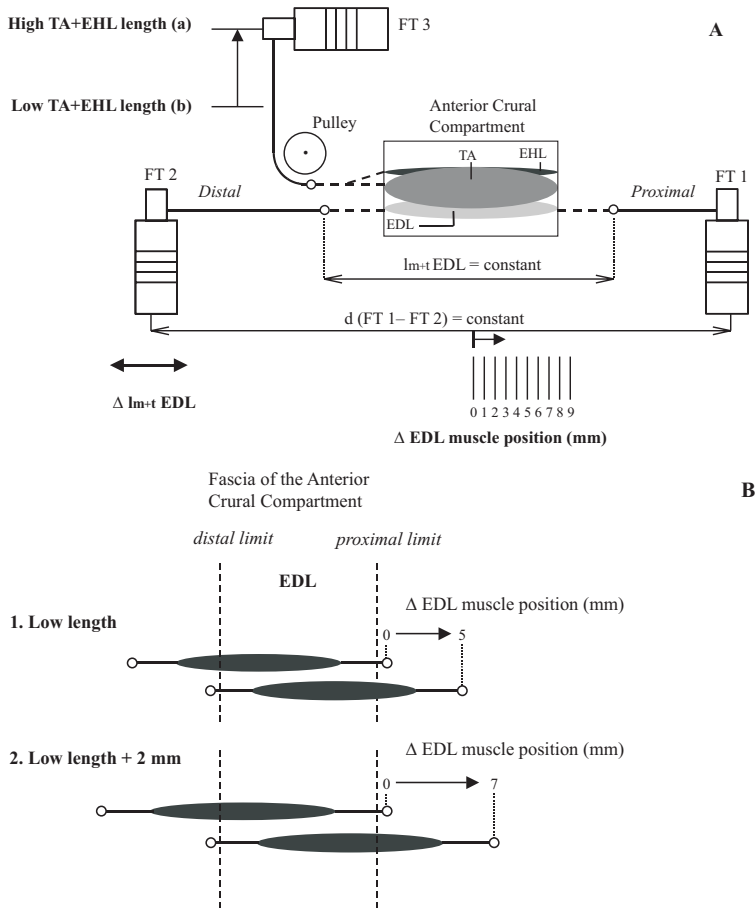 High TA+EHL length (a)
FT 3
A
Low TA+EHL length (b)
Pulley
Anterior Crural
Compartment
TA
EHL
FT 2
Distal
Proximal
FT 1
EDL
lm+t EDL = constant
d (FT 1– FT 2) = constant
Δ lm+t EDL
0 1 2 3 4 5 6 7 8 9
Δ EDL muscle position (mm)
B
Fascia of the Anterior
Crural Compartment
distal limit
proximal limit
EDL
1. Low length
Δ EDL muscle position (mm)
0 5
2. Low length + 2 mm
Δ EDL muscle position (mm)
0 7